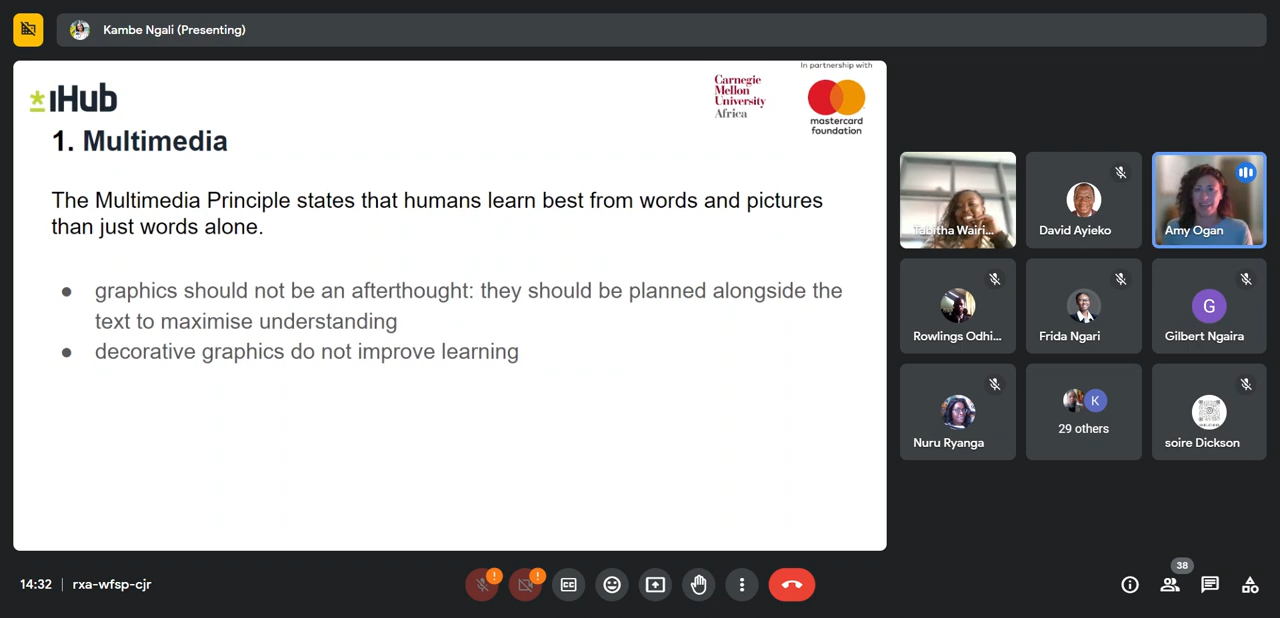 Kambe Ngali (Presenting)
iHub
Carnegie
Mellon
University
Africa
In partnership with
mastercard
foundation
1. Multimedia
The Multimedia Principle states that humans learn best from words and pictures
than just words alone.
● graphics should not be an afterthought: they should be planned alongside the
text to maximise understanding
● decorative graphics do not improve learning
Tabitha Wairi...
David Ayieko
Amy Ogan
Rowlings Odhi...
Frida Ngari
G
Gilbert Ngaira
Nuru Ryanga
K
29 others
soire Dickson
14:32 | rxa-wfsp-cjr
!
!
CC
38